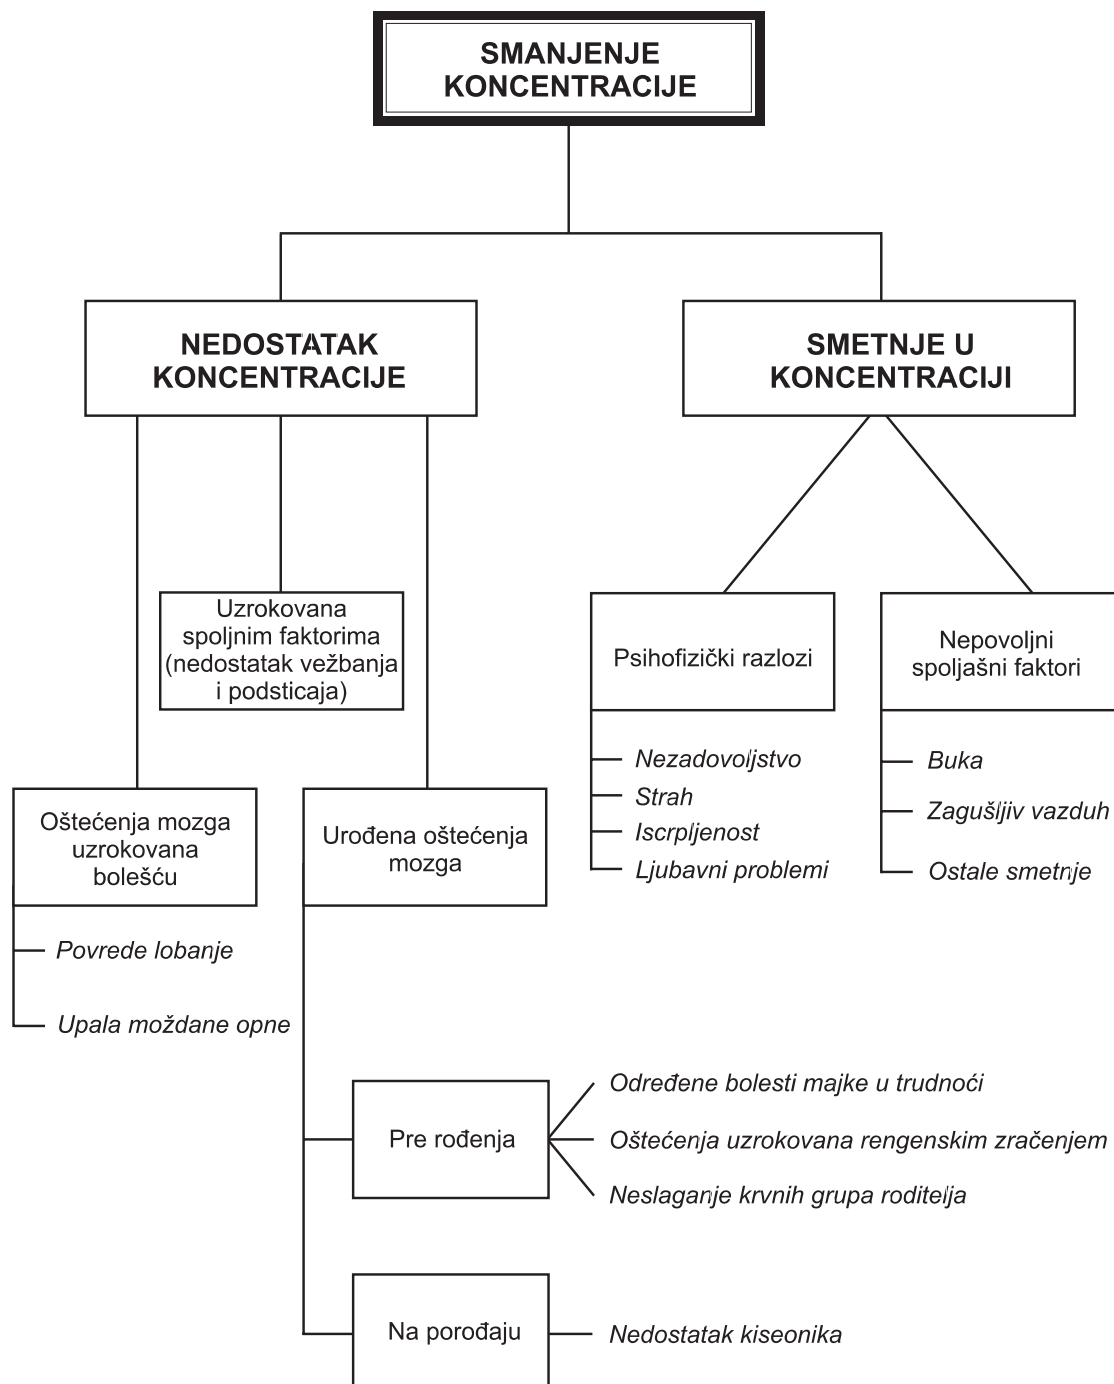 SMANJENJE
KONCENTRACIJE
NEDOSTATAK
KONCENTRACIJE
SMETNJE U
KONCENTRACIJI
Uzrokovana
spoljnim faktorima
(nedostatak vežbanja
i podsticaja)
Psihofizički razlozi
Nepovoljni
spoljašni faktori
Nezadovoljstvo
Strah
Iscrpljenost
Ljubavni problemi
Buka
Zagušljiv vazduh
Ostale smetnje
Oštećenja mozga
uzrokovana
bolešću
Urođena oštećenja
mozga
Povrede lobanje
Upala moždane opne
Pre rođenja
Određene bolesti majke u trudnoći
Oštećenja uzrokovana rengenskim zračenjem
Neslaganje krvnih grupa roditelja
Na porođaju
Nedostatak kiseonika